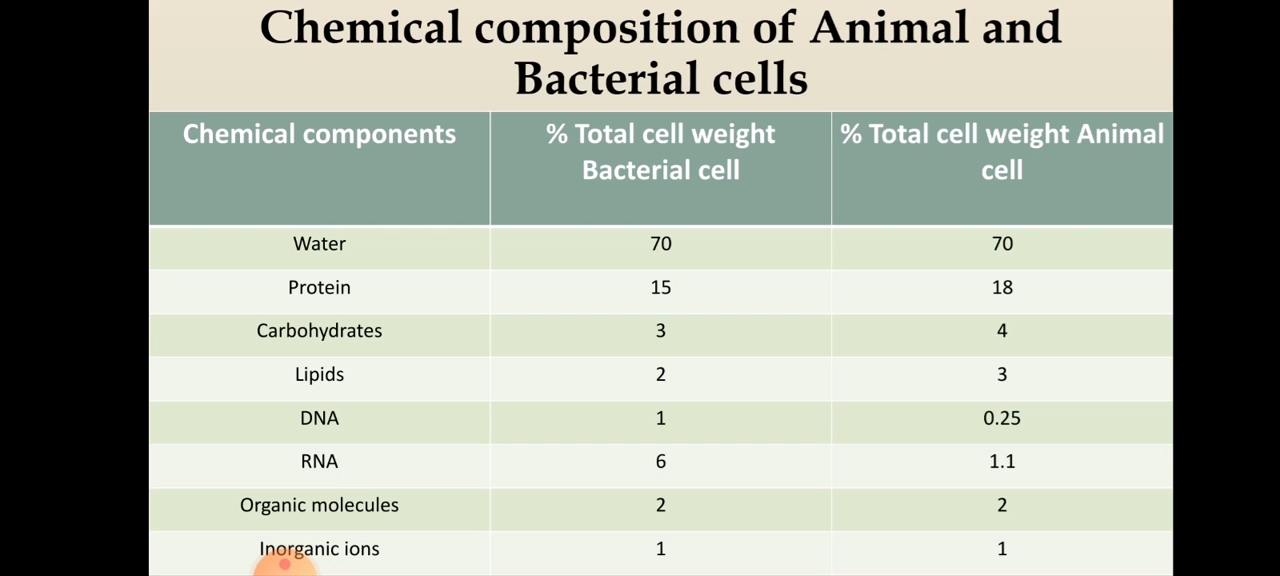 Chemical composition of Animal and
Bacterial cells
Chemical components % Total cell weight Bacterial cell % Total cell weight Animal cell
Water 70 70
Protein 15 18
Carbohydrates 3 4
Lipids 2 3
DNA 1 0.25
RNA 6 1.1
Organic molecules 2 2
Inorganic ions 1 1